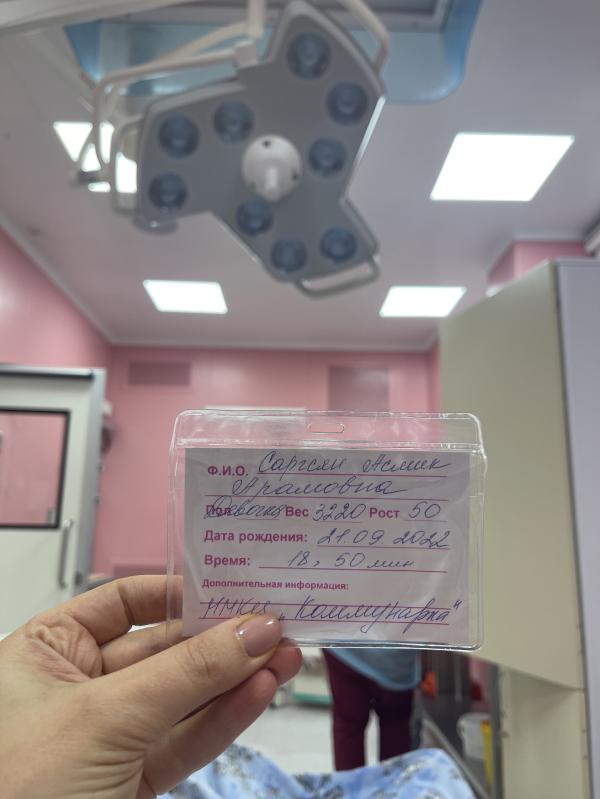 Ф.И.О. Саргсян Асмик
Арамовна
Пол Девочка Вес 3220 Рост 50
Дата рождения: 21.09 2022
Время: 18, 50 мин
Дополнительная информация:
ММКЦ "Коммунарка"